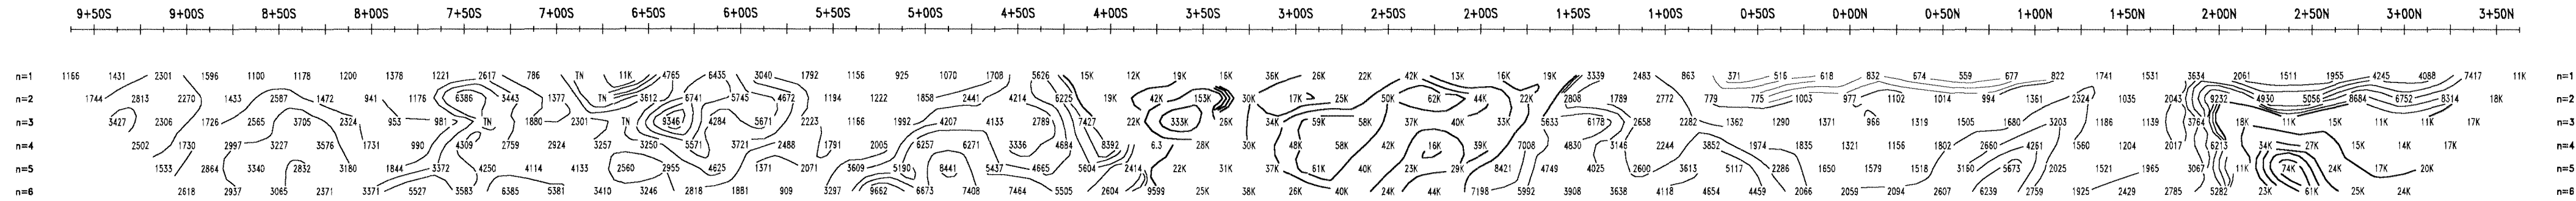 9+50S 9+00S 8+50S 8+00S 7+50S 7+00S 6+50S 6+00S 5+50S 5+00S 4+50S 4+00S 3+50S 3+00S 2+50S 2+00S 1+50S 1+00S 0+50S 0+00N 0+50N 1+00N 1+50N 2+00N 2+50N 3+00N 3+50N
n=1 1166 1431 2301 1596 1100 1178 1200 1378 1221 2617 786 TN 11K 4765 6435 3040 1792 1156 925 1070 1708 5626 15K 12K 19K 16K 36K 26K 22K 42K 13K 16K 19K 3339 2483 863 371 516 618 832 674 559 677 822 1741 1531 3634 2061 1511 1955 4245 4088 7417 11K n=1
n=2 1744 2813 2270 1433 2587 1472 941 1176 6386 3443 1377 TN 3612 6741 5745 4672 1194 1222 1858 2441 4214 6225 19K 42K 153K 30K 17K 25K 50K 62K 44K 22K 2808 1789 2772 779 775 1003 977 1102 1014 994 1361 2324 1035 2043 9232 4930 5056 8684 6752 8314 18K n=2
n=3 3427 2306 1726 2565 3705 2324 953 981 TN 1880 2301 TN 9346 4284 5671 2223 1166 1992 4207 4133 2789 7427 22K 333K 26K 34K 59K 58K 37K 40K 33K 5633 6178 2658 2282 1362 1290 1371 966 1319 1505 1680 3203 1186 1139 3764 18K 11K 15K 11K 11K 17K n=3
n=4 2502 1730 2997 3227 3576 1731 990 4309 2759 2924 3257 3250 5571 3721 2488 1791 2005 6257 6271 3336 4684 8392 6.3 28K 30K 48K 58K 42K 16K 39K 7008 4830 3146 2244 3852 1974 1835 1321 1156 1802 2660 4261 1560 1204 2017 6213 34K 27K 15K 14K 17K n=4
n=5 1533 2864 3340 2832 3180 1844 3372 4250 4114 4133 2560 2955 4625 1371 2071 3609 5190 8441 5437 4665 5604 2414 22K 31K 37K 61K 40K 23K 29K 8421 4749 4025 2600 3613 5117 2286 1650 1579 1518 3150 5673 2025 1521 1965 3067 11K 74K 24K 17K 20K n=5
n=6 2618 2937 3065 2371 3371 5527 3583 6385 5381 3410 3246 2818 1881 909 3297 9662 6673 7408 7464 5505 2604 9599 25K 38K 26K 40K 24K 44K 7198 5992 3908 3638 4118 4654 4459 2066 2059 2094 2607 6239 2759 1925 2429 2785 5282 23K 61K 25K 24K n=6